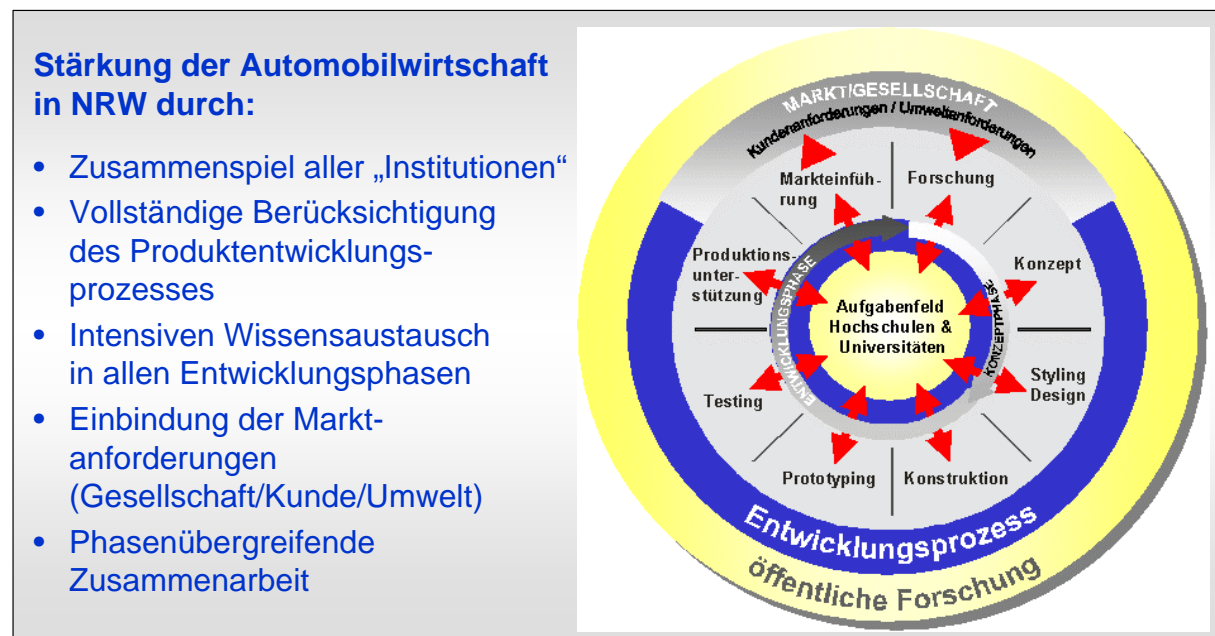 Stärkung der Automobilwirtschaft
in NRW durch:
• Zusammenspiel aller „Institutionen“
• Vollständige Berücksichtigung
des Produktentwicklungs-
prozesses
• Intensiven Wissensaustausch
in allen Entwicklungsphasen
• Einbindung der Markt-
anforderungen
(Gesellschaft/Kunde/Umwelt)
• Phasenübergreifende
Zusammenarbeit
MARKT/GESELLSCHAFT
Kundenanforderungen / Umweltanforderungen
Markteinfüh-
rung
Forschung
Konzept
Styling
Design
Konstruktion
Prototyping
Testing
Produktions-
unter-
stützung
ENTWICKLUNGSPHASE
KONZEPTPHASE
Aufgabenfeld
Hochschulen &
Universitäten
Entwicklungsprozess
öffentliche Forschung